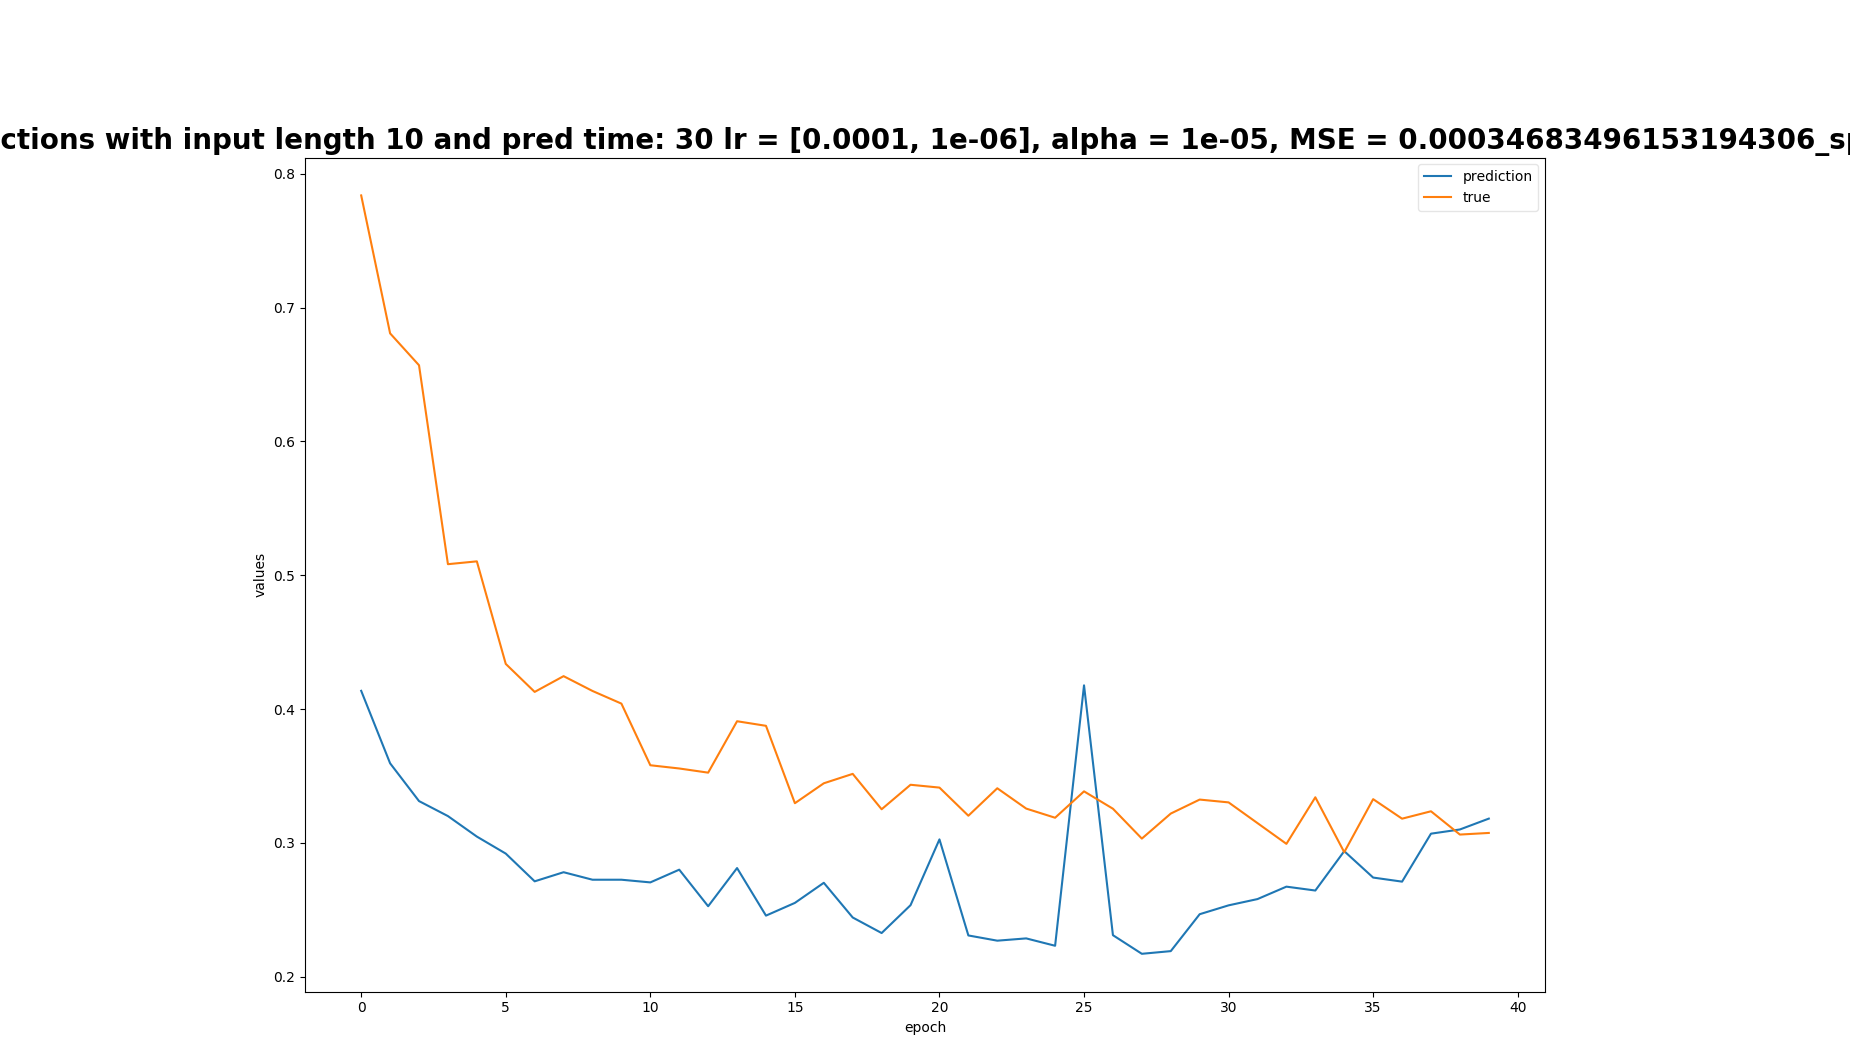 ctions with input length 10 and pred time: 30 lr = [0.0001, 1e-06], alpha = 1e-05, MSE = 0.00034683496153194306_sp
prediction
true
0.8
0.7
0.6
0.5
0.4
0.3
0.2
values
0 5 10 15 20 25 30 35 40
epoch